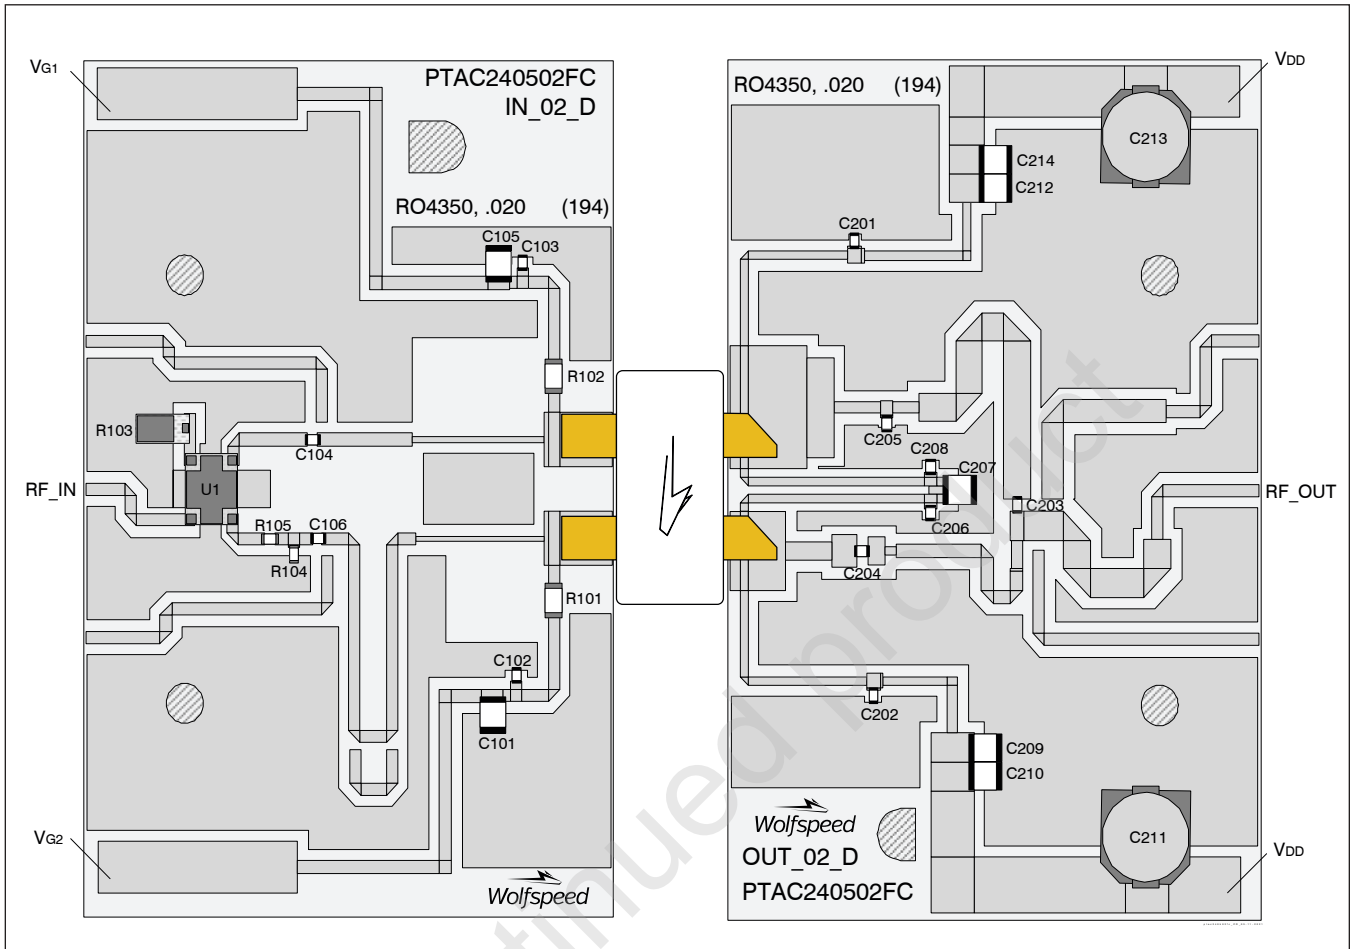 VG1
PTAC240502FC
IN_02_D
RO4350, .020 (194)
C105
C103
R102
R103
C104
RF_IN
U1
R105
C106
R104
R101
C102
C101
VG2
Wolfspeed
RO4350, .020 (194)
VDD
C213
C214
C212
C201
C205
C208
C207
C203
RF_OUT
C206
C204
C202
C209
C210
Wolfspeed
OUT_02_D
PTAC240502FC
C211
VDD
tinued product